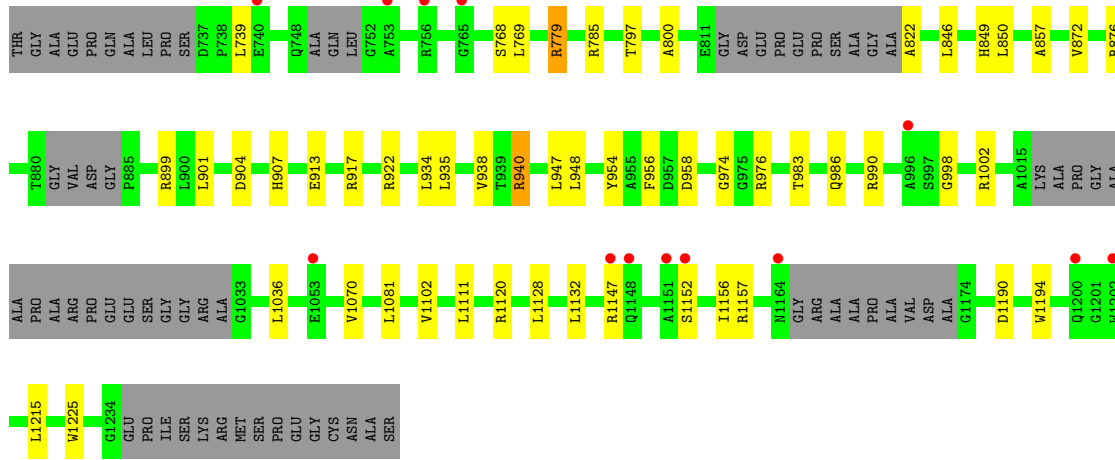 THR GLY ALA GLU PRO GLN ALA LEU PRO SER D737 P738 L739 E740 Q748 ALA GLN LEU G752 A753 R756 G765 S768 L769 R779 R785 T797 A800 E811 GLY ASP GLU PRO GLU PRO SER ALA GLY ALA A822 L846 H849 L850 A857 V872
T880 GLY VAL ASP GLY P885 R899 L900 L901 D904 H907 E913 R917 R922 L934 L935 V938 T939 R940 L947 L948 Y954 A955 F956 D957 D958 G974 G975 R976 T983 Q986 R990 A996 S997 G998 R1002 A1015 LYS ALA PRO GLY ALA
ALA PRO ALA ARG PRO GLU GLU SER GLY GLY ARG ALA G1033 L1036 E1053 V1070 L1081 V1102 L1111 R1120 L1128 L1132 R1147 Q1148 A1151 S1152 I1156 R1157 N1164 GLY ARG ALA ALA PRO ALA VAL ASP ALA G1174 D1190 W1194 Q1200 G1201
L1215 W1225 G1234 GLU PRO ILE SER LYS ARG MET SER PRO GLU GLY CYS ASN ALA SER